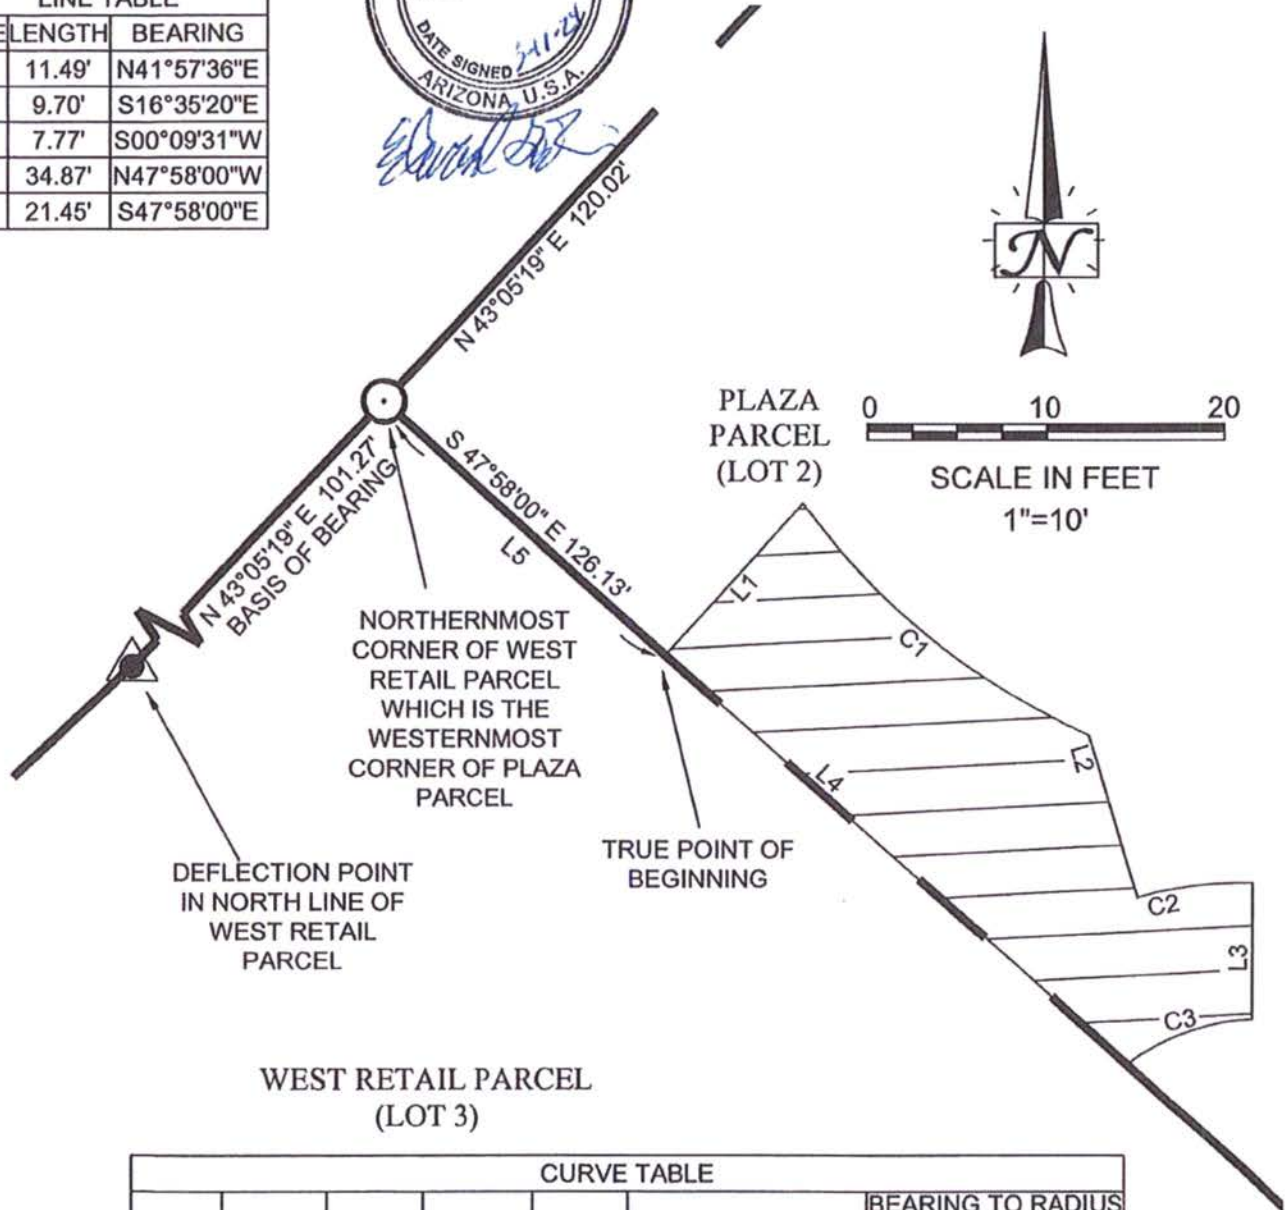 LINE TABLE
LENGTH BEARING
11.49' N41°57'36"E
9.70' S16°35'20"E
7.77' S00°09'31"W
34.87' N47°58'00"W
21.45' S47°58'00"E
DATE SIGNED
ARIZONA, U.S.A.
N 43°05'19" E 120.02'
N
PLAZA
PARCEL
(LOT 2)
0 10 20
SCALE IN FEET
1"=10'
N 43°05'19" E 101.27'
BASIS OF BEARING
S 47°58'00" E 126.13'
L5
L1
C1
L2
L4
C2
L3
C3
NORTHERNMOST
CORNER OF WEST
RETAIL PARCEL
WHICH IS THE
WESTERNMOST
CORNER OF PLAZA
PARCEL
TRUE POINT OF
BEGINNING
DEFLECTION POINT
IN NORTH LINE OF
WEST RETAIL
PARCEL
WEST RETAIL PARCEL
(LOT 3)
CURVE TABLE
BEARING TO RADIUS